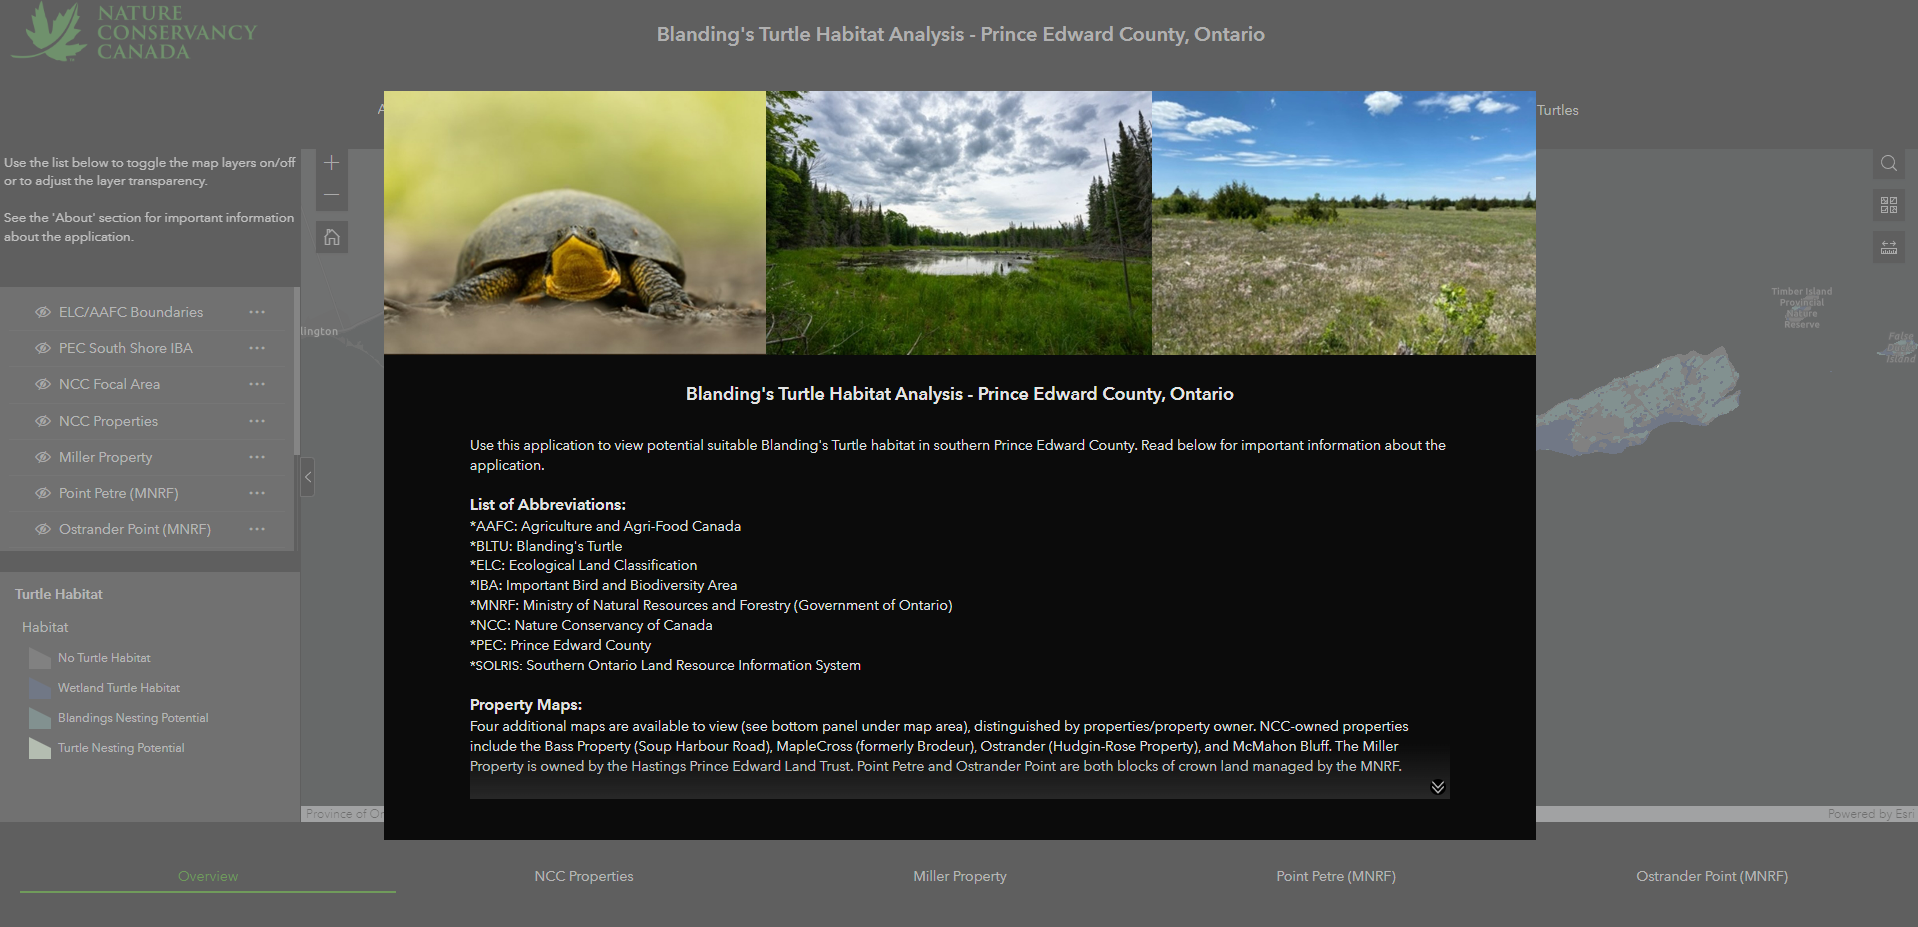 NATURE
CONSERVANCY
CANADA
Blanding's Turtle Habitat Analysis - Prince Edward County, Ontario
Turtles
Use the list below to toggle the map layers on/off
or to adjust the layer transparency.
See the 'About' section for important information
about the application.
ELC/AAFC Boundaries
PEC South Shore IBA
NCC Focal Area
NCC Properties
Miller Property
Point Petre (MNRF)
Ostrander Point (MNRF)
Turtle Habitat
Habitat
No Turtle Habitat
Wetland Turtle Habitat
Blandings Nesting Potential
Turtle Nesting Potential
lington
Blanding's Turtle Habitat Analysis - Prince Edward County, Ontario
Use this application to view potential suitable Blanding's Turtle habitat in southern Prince Edward County. Read below for important information about the
application.
List of Abbreviations:
*AAFC: Agriculture and Agri-Food Canada
*BLTU: Blanding's Turtle
*ELC: Ecological Land Classification
*IBA: Important Bird and Biodiversity Area
*MNRF: Ministry of Natural Resources and Forestry (Government of Ontario)
*NCC: Nature Conservancy of Canada
*PEC: Prince Edward County
*SOLRIS: Southern Ontario Land Resource Information System
Property Maps:
Four additional maps are available to view (see bottom panel under map area), distinguished by properties/property owner. NCC-owned properties
include the Bass Property (Soup Harbour Road), MapleCross (formerly Brodeur), Ostrander (Hudgin-Rose Property), and McMahon Bluff. The Miller
Property is owned by the Hastings Prince Edward Land Trust. Point Petre and Ostrander Point are both blocks of crown land managed by the MNRF.
Timber Island
Provincial
Nature
Reserve
False
Island
Province of On
Powered by Esri
Overview
NCC Properties
Miller Property
Point Petre (MNRF)
Ostrander Point (MNRF)